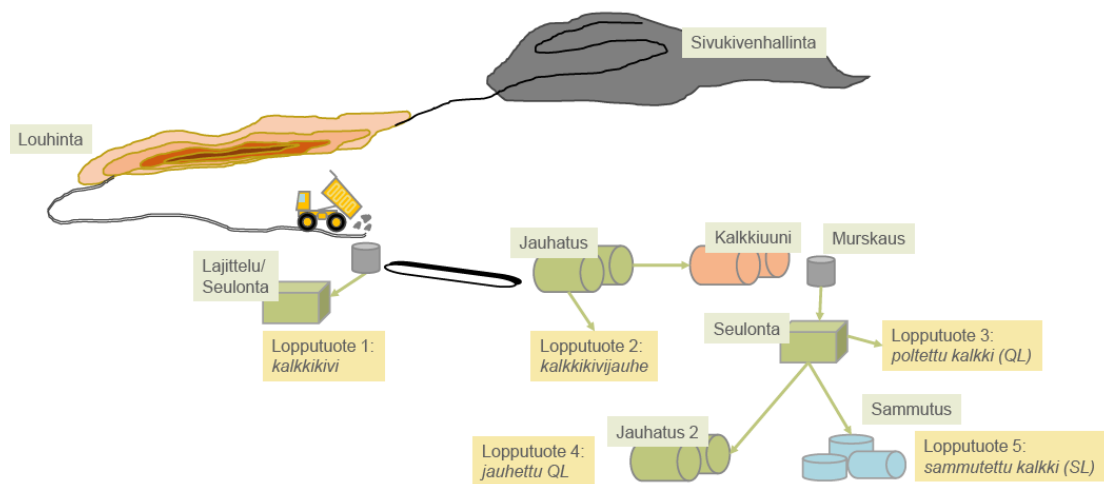 Sivukivenhallinta
Louhinta
Jauhatus
Kalkkiuuni
Murskaus
Lajittelu/
Seulonta
Seulonta
Lopputuote 1:
kalkkikivi
Lopputuote 2:
kalkkikivijauhe
Lopputuote 3:
poltettu kalkki (QL)
Sammutus
Jauhatus 2
Lopputuote 4:
jauhettu QL
Lopputuote 5:
sammutettu kalkki (SL)